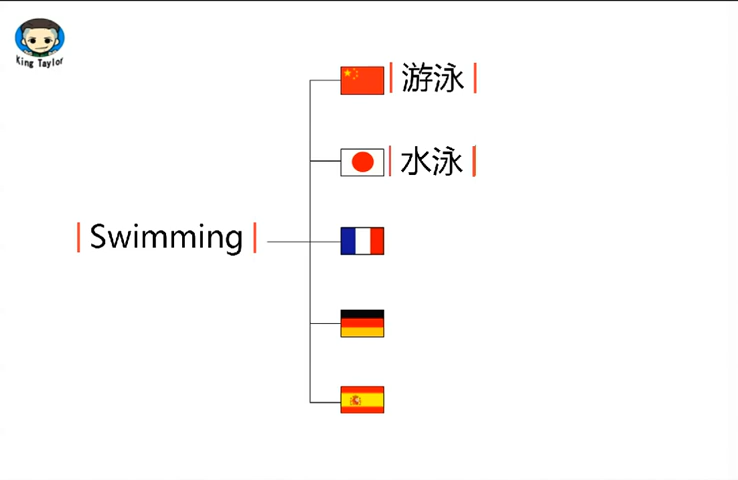 King Taylor
游泳
水泳
Swimming